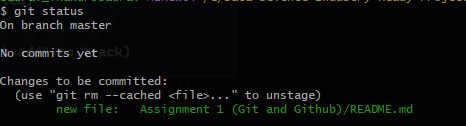 $ git status
On branch master
No commits yet
Changes to be committed:
(use "git rm --cached <file>..." to unstage)
new file: Assignment 1 (Git and Github)/README.md